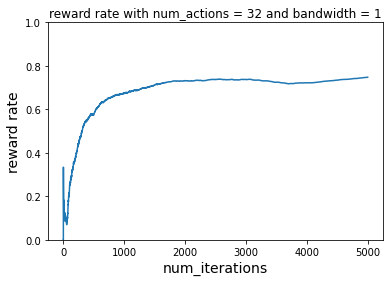 reward rate with num_actions = 32 and bandwidth = 1
1.0
0.8
0.6
0.4
0.2
0.0
reward rate
0 1000 2000 3000 4000 5000
num_iterations